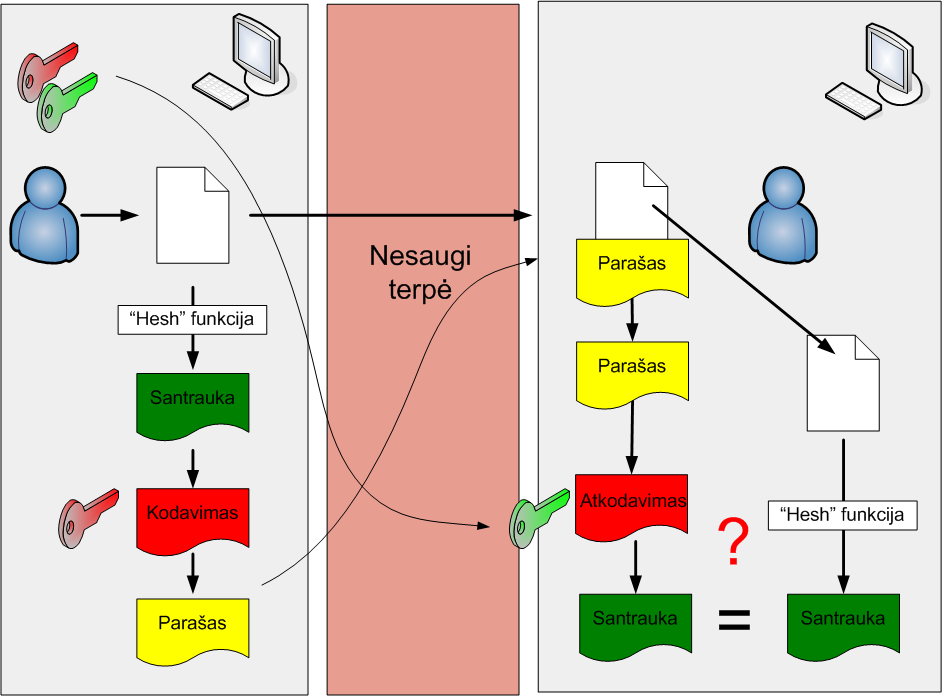 Nesaugi
terpė
“Hesh” funkcija
Santrauka
Kodavimas
Parašas
Parašas
Parašas
Atkodavimas
Santrauka
?
=
“Hesh” funkcija
Santrauka